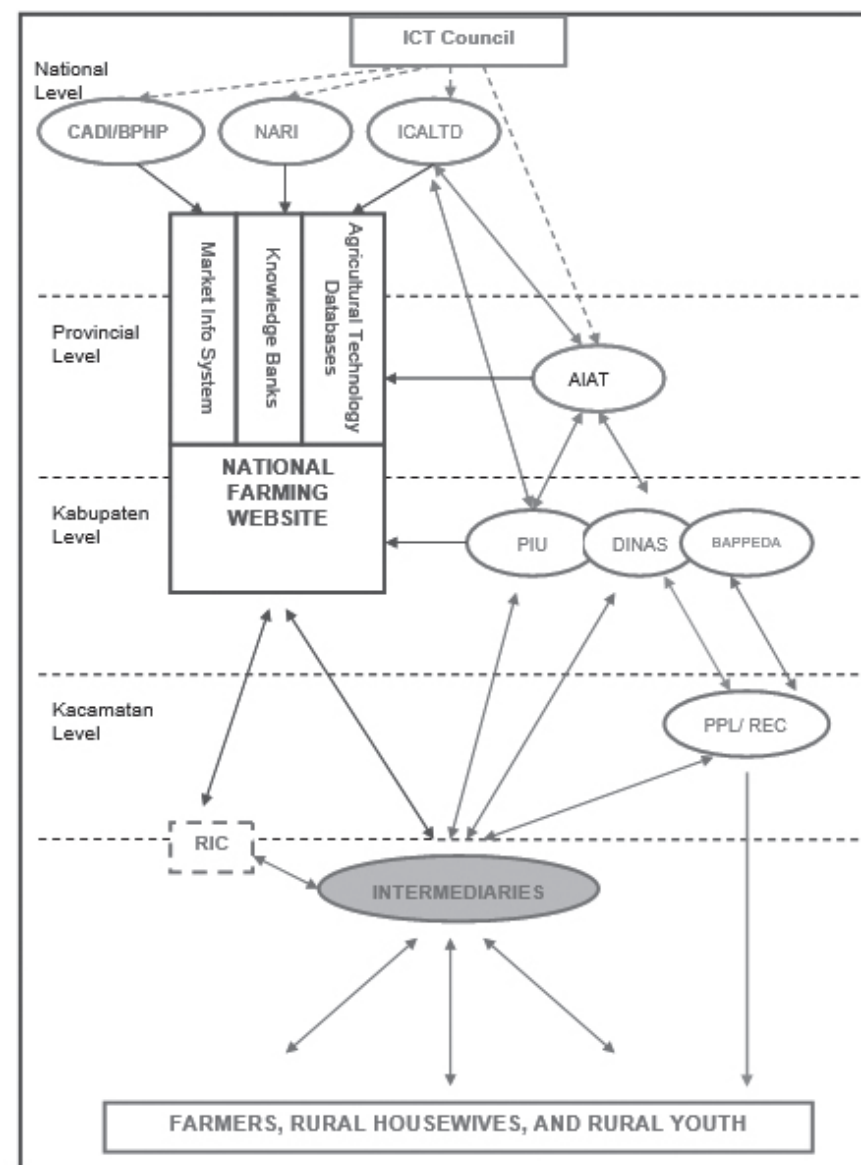 ICT Council
National
Level
CADI/BPHP
NARI
ICALTD
Market Info System
Knowledge Banks
Agricultural Technology
Databases
Provincial
Level
AIAT
NATIONAL
FARMING
WEBSITE
Kabupaten
Level
PIU
DINAS
BAPPEDA
Kacamatan
Level
PPL/ REC
RIC
INTERMEDIARIES
FARMERS, RURAL HOUSEWIVES, AND RURAL YOUTH